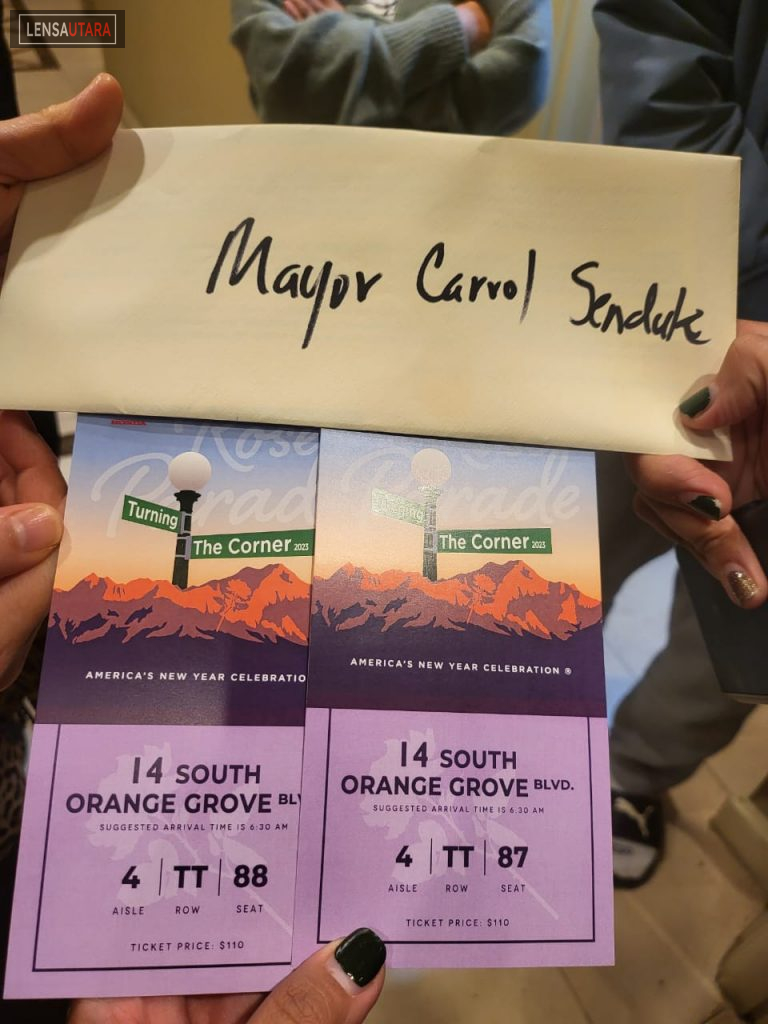 LENSAUTARA
Mayor Carrol Senduk
HONDA
Rose
Parade
Turning
The Corner 2023
AMERICA'S NEW YEAR CELEBRATIO
14 SOUTH
ORANGE GROVE BLV
SUGGESTED ARRIVAL TIME IS 6:30 AM
4 TT 88
AISLE ROW SEAT
TICKET PRICE: $110
Parade
The Corner 2023
AMERICA'S NEW YEAR CELEBRATION ®
14 SOUTH
ORANGE GROVE BLVD.
SUGGESTED ARRIVAL TIME IS 6:30 AM
4 TT 87
AISLE ROW SEAT
TICKET PRICE: $110